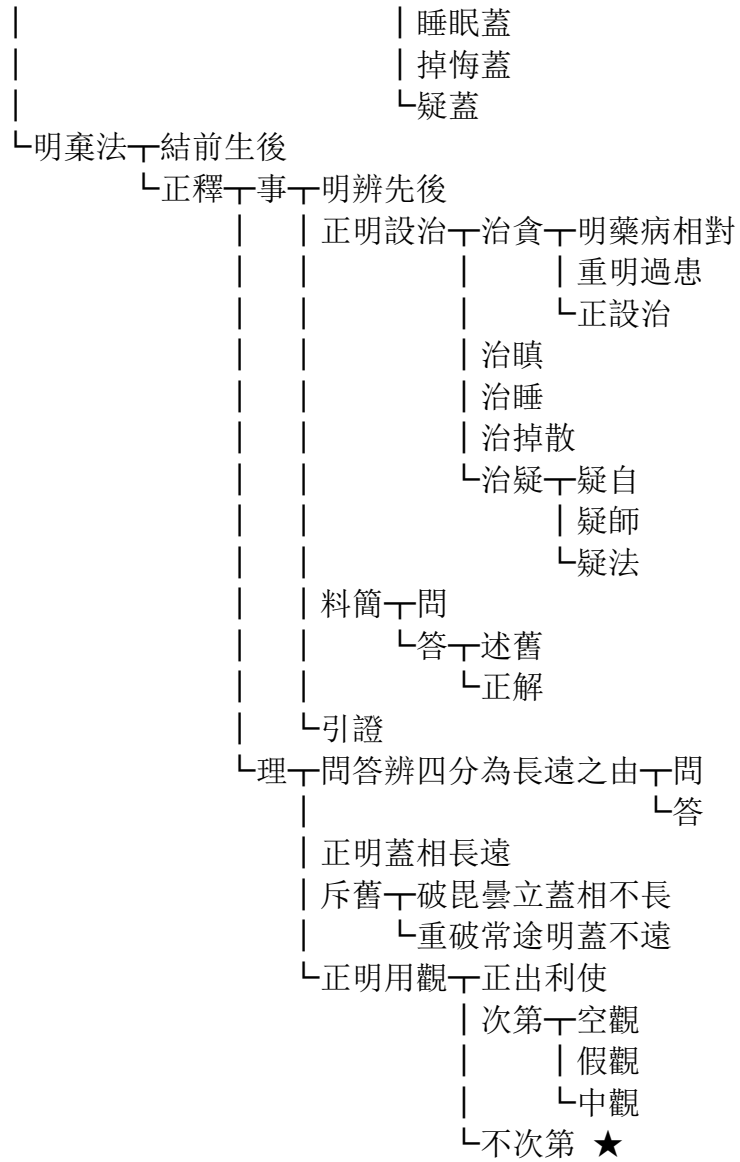 睡眠蓋
掉悔蓋
疑蓋
明棄法 結前生後
正釋 事 明辨先後
正明設治 治貪 明藥病相對
重明過患
正設治
治瞋
治睡
治掉散
治疑 疑自
疑師
疑法
料簡 問
答 述舊
正解
引證
理 問答辨四分為長遠之由 問
答
正明蓋相長遠
斥舊 破毘曇立蓋相不長
重破常途明蓋不遠
正明用觀 正出利使
次第 空觀
假觀
中觀
不次第 ★